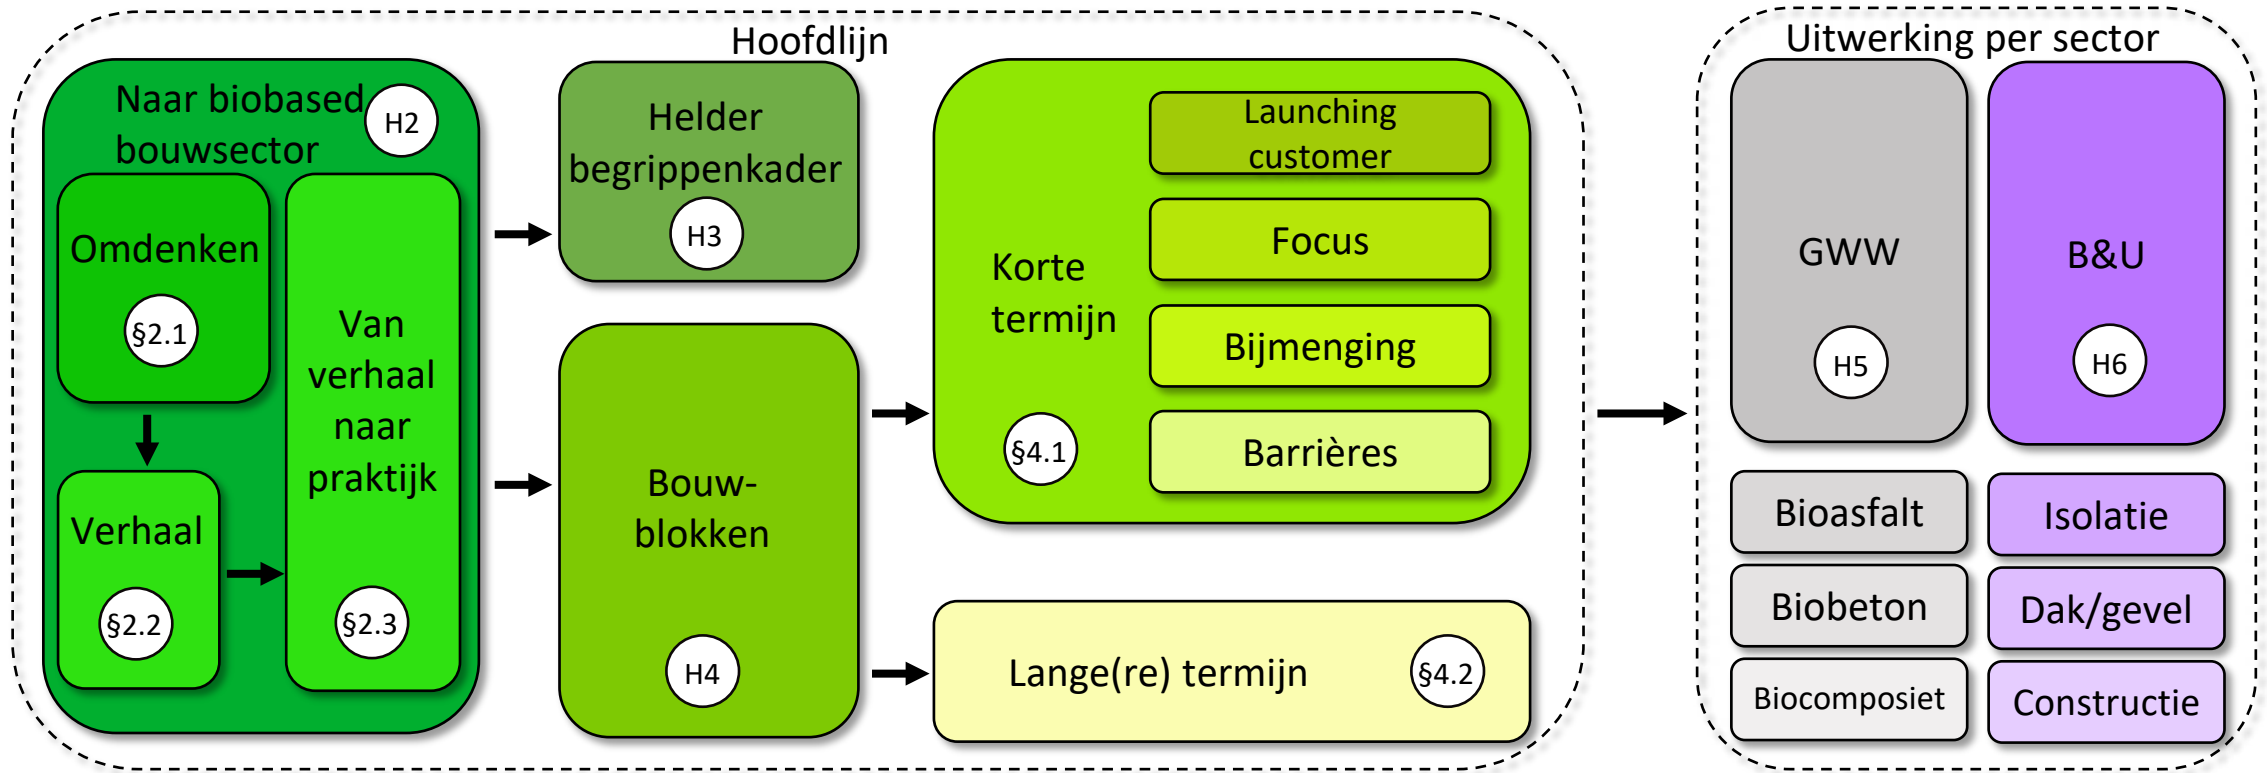 Hoofdlijn
Naar biobased
bouwsector
H2
Omdenken
§2.1
Verhaal
§2.2
Van
verhaal
naar
praktijk
§2.3
Helder
begrippenkader
H3
Bouw-
blokken
H4
Korte
termijn
§4.1
Launching
customer
Focus
Bijmenging
Barrières
Lange(re) termijn
§4.2
Uitwerking per sector
GWW
H5
Bioasfalt
Biobeton
Biocomposiet
B&U
H6
Isolatie
Dak/gevel
Constructie